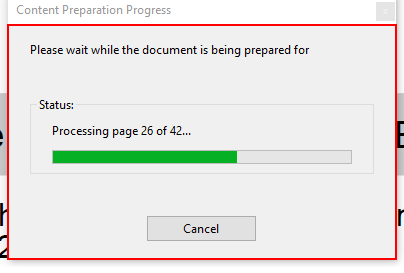 Content Preparation Progress
Please wait while the document is being prepared for
Status:
Processing page 26 of 42...
Cancel